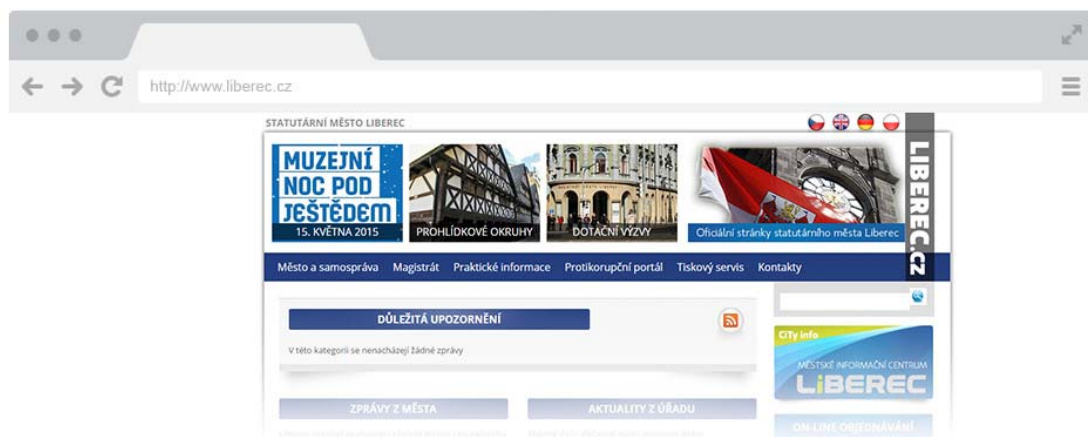 http://www.liberec.cz
STATUTÁRNÍ MĚSTO LIBEREC
MUZEJNÍ
NOC POD
JEŠTĚDEM
15. KVĚTNA 2015
PROHLÍDKOVÉ OKRUHY
DOTAČNÍ VÝZVY
Oficiální stránky statutárního města Liberec
LIBEREC.CZ
Město a samospráva Magistrát Praktické informace Protikorupční portál Tiskový servis Kontakty
DŮLEŽITÁ UPOZORNĚNÍ
V této kategorii se nenacházejí žádné zprávy
CiTy info
MĚSTSKÉ INFORMAČNÍ CENTRUM
LiBEREC
ZPRÁVY Z MĚSTA
AKTUALITY Z ÚŘADU
ON-LINE OBJEDNÁVÁNÍ